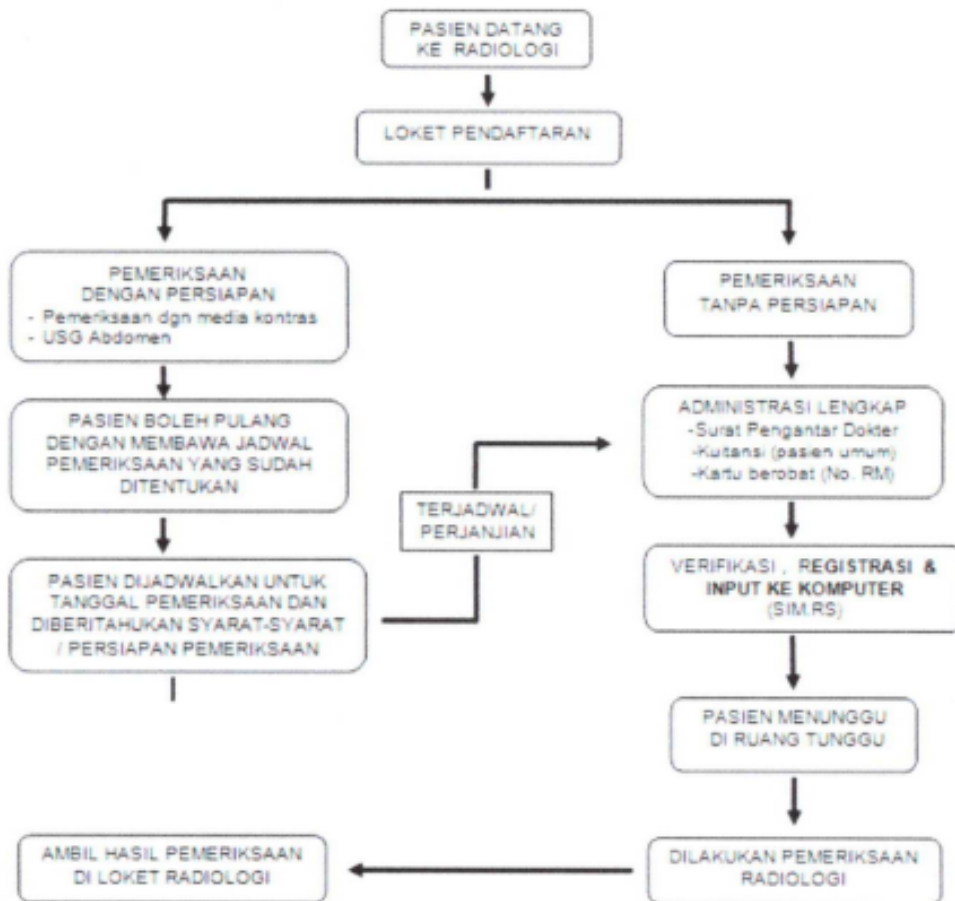 PASIEN DATANG
KE RADIOLOGI
LOKET PENDAFTARAN
PEMERIKSAAN
DENGAN PERSIAPAN
- Pemeriksaan dgn media kontras
- USG Abdomen
PASIEN BOLEH PULANG
DENGAN MEMBAWA JADWAL
PEMERIKSAAN YANG SUDAH
DITENTUKAN
PASIEN DIJADWALKAN UNTUK
TANGGAL PEMERIKSAAN DAN
DIBERITAHUKAN SYARAT-SYARAT
/ PERSIAPAN PEMERIKSAAN
TERJADWAL/
PERJANJIAN
PEMERIKSAAN
TANPA PERSIAPAN
ADMINISTRASI LENGKAP
-Surat Pengantar Dokter
-Kuitansi (pasien umum)
-Kartu berobat (No. RM)
VERIFIKASI , REGISTRASI &
INPUT KE KOMPUTER
(SIM.RS)
PASIEN MENUNGGU
DI RUANG TUNGGU
DILAKUKAN PEMERIKSAAN
RADIOLOGI
AMBIL HASIL PEMERIKSAAN
DI LOKET RADIOLOGI